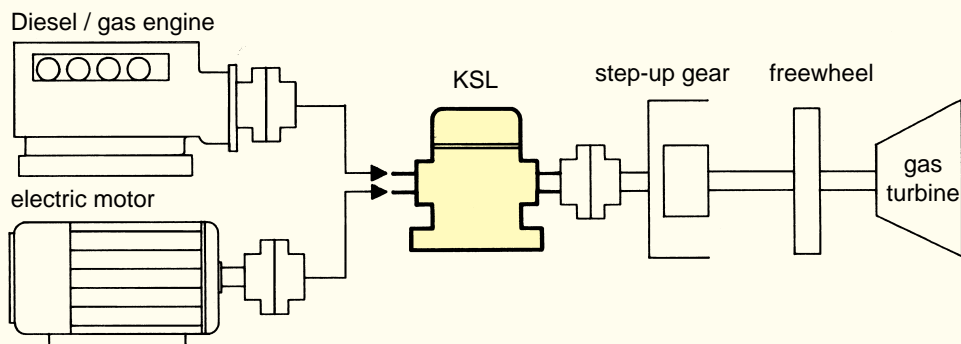 Diesel / gas engine
KSL
step-up gear
freewheel
gas
turbine
electric motor